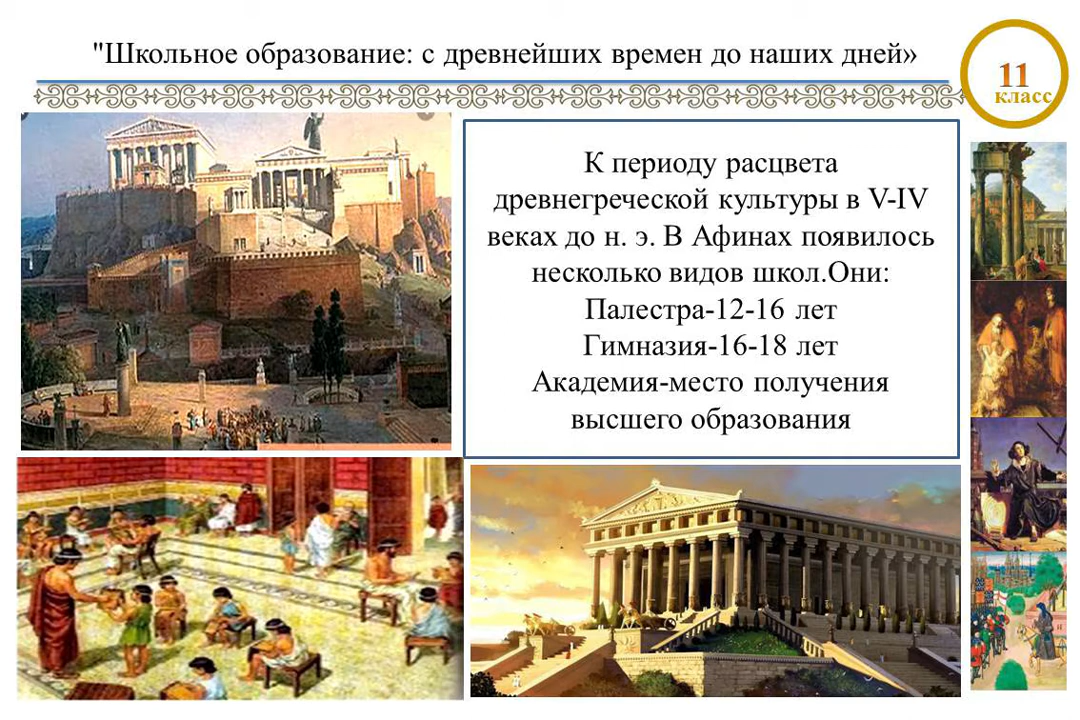 "Школьное образование: с древнейших времен до наших дней»
11
класс
К периоду расцвета
древнегреческой культуры в V-IV
веках до н. э. В Афинах появилось
несколько видов школ.Они:
Палестра-12-16 лет
Гимназия-16-18 лет
Академия-место получения
высшего образования